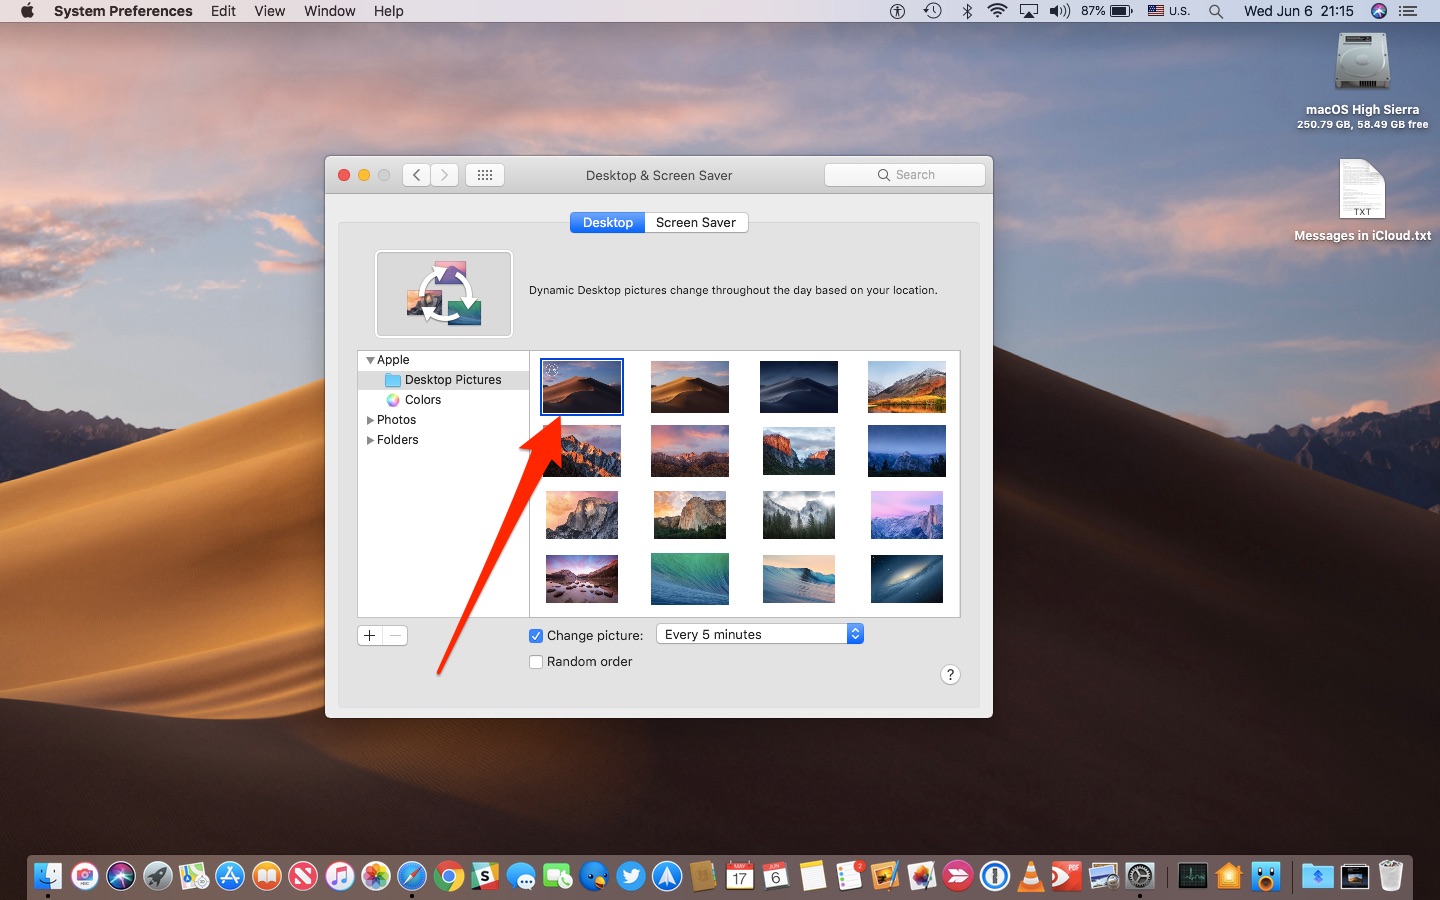 System Preferences Edit View Window Help 87% U.S. Wed Jun 6 21:15
macOS High Sierra
250.79 GB, 58.49 GB free
TXT
Messages in iCloud.txt
Desktop & Screen Saver Search
Desktop Screen Saver
Dynamic Desktop pictures change throughout the day based on your location.
Apple
Desktop Pictures
Colors
Photos
Folders
+ − Change picture: Every 5 minutes
Random order
?
MAY
17
JUN
6
2